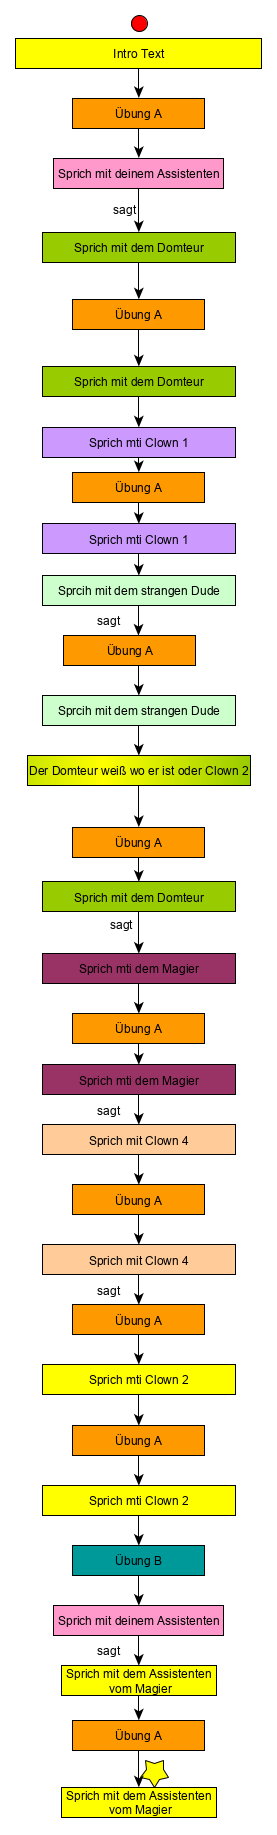 Intro Text
Übung A
Sprich mit deinem Assistenten
sagt
Sprich mit dem Domteur
Übung A
Sprich mit dem Domteur
Sprich mti Clown 1
Übung A
Sprich mti Clown 1
Sprcih mit dem strangen Dude
sagt
Übung A
Sprcih mit dem strangen Dude
Der Domteur weiß wo er ist oder Clown 2
Übung A
Sprich mit dem Domteur
sagt
Sprich mti dem Magier
Übung A
Sprich mti dem Magier
sagt
Sprich mit Clown 4
Übung A
Sprich mit Clown 4
sagt
Übung A
Sprich mti Clown 2
Übung A
Sprich mti Clown 2
Übung B
Sprich mit deinem Assistenten
sagt
Sprich mit dem Assistenten
vom Magier
Übung A
Sprich mit dem Assistenten
vom Magier